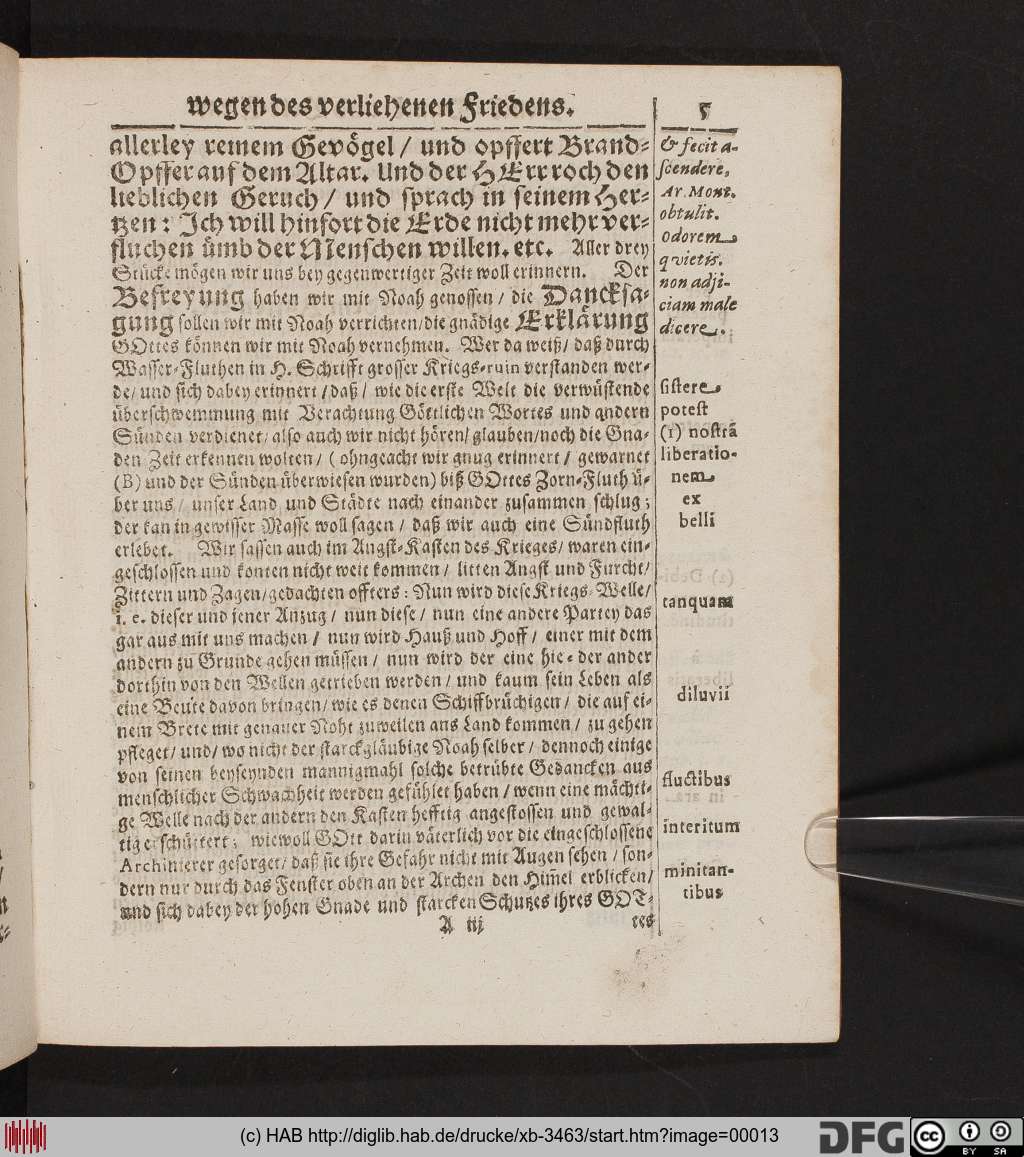 wegen des verliehenen Friedens.
5
allerley reinem Gevögel / und opffert Brand-
Opffer auf dem Altar. Und der HErr roch den
lieblichen Geruch / und sprach in seinem Her-
tzen: Ich will hinfort die Erde nicht mehr ver-
fluchen ümb der Menschen willen. etc. Aller drey
Stücke mögen wir uns bey gegenwertiger Zeit woll erinnern. Der
Befreyung haben wir mit Noah genossen / die Dancksa-
gung sollen wir mit Noah verrichten/die gnädige Erklärung
GOttes können wir mit Noah vernehmen. Wer da weiß/ daß durch
Wasser-Fluthen in H. Schrifft grosser Kriegs-ruin verstanden wer-
de/ und sich dabey erinnert / daß / wie die erste Welt die verwüstende
überschwemmung mit Verachtung Göttlichen Wortes und andern
Sünden verdienet/ also auch wir nicht hören/ glauben/noch die Gna-
den Zeit erkennen wolten / ( ohngeacht wir gnug erinnert / gewarnet
(B) und der Sünden überwiesen wurden) biß GOttes Zorn-Fluth ü-
ber uns / unser Land und Städte nach einander zusammen schlug;
der kan in gewisser Masse woll sagen / daß wir auch eine Sündfluth
erlebet. Wir sassen auch im Angst-Kasten des Krieges/ waren ein-
geschlossen und konten nicht weit kommen / litten Angst und Furcht/
Zittern und Zagen/gedachten offters: Nun wird diese Kriegs-Welle/
i. e. dieser und jener Anzug / nun diese / nun eine andere Partey das
gar aus mit uns machen / nun wird Hauß und Hoff / einer mit dem
andern zu Grunde gehen müssen / nun wird der eine hie- der ander
dorthin von den Wellen getrieben werden / und kaum sein Leben als
eine Beute davon bringen/ wie es denen Schiffbrüchigen / die auf ei-
nem Brete mit genauer Noht zuweilen ans Land kommen / zu gehen
pfleget/ und/ wo nicht der starckgläubige Noah selber / dennoch einige
von seinen beyseynden mannigmahl solche betrübte Gedancken aus
menschlicher Schwachheit werden gefühlet haben / wenn eine mächti-
ge Welle nach der andern den Kasten hefftig angestossen und gewal-
tig erschüttert; wiewoll GOtt darin väterlich vor die eingeschlossene
gesorget/ daß sie ihre Gefahr nicht mit Augen sehen / son-
dern nur durch das Fenster oben an der Archen den Him̃el erblicken/
und sich dabey der hohen Gnade und starcken Schutzes ihres GOT-
A iij
tes
& fecit a-
scendere,
Ar. Mont.
obtulit.
odorem
quietis.
non adji-
ciam male
dicere.
sistere
potest
(1) nostrã
liberatio-
nem
ex
belli
tanquam
diluvii
fluctibus
interitum
minitan-
tibus
(c) HAB http://diglib.hab.de/drucke/xb-3463/start.htm?image=00013
DFG
cc
BY SA